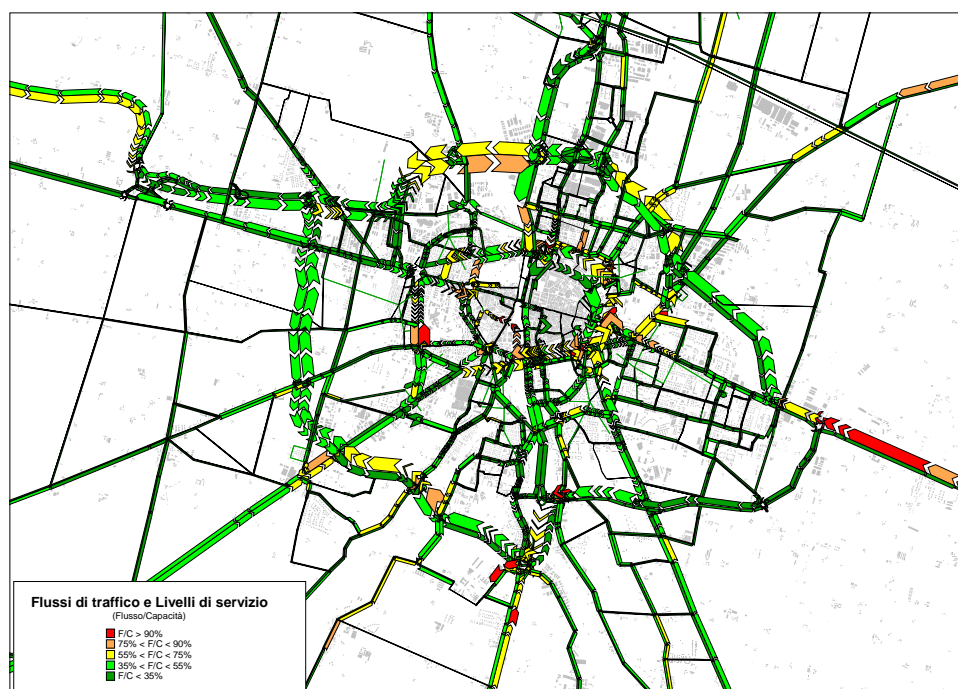 Flussi di traffico e Livelli di servizio
(Flusso/Capacità)
F/C > 90%
75% < F/C < 90%
55% < F/C < 75%
35% < F/C < 55%
F/C < 35%